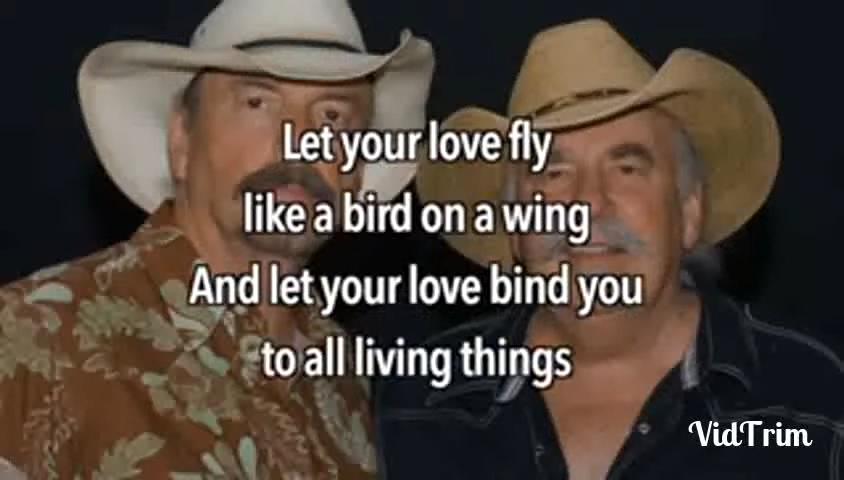 Let your love fly
like a bird on a wing
And let your love bind you
to all living things
VidTrim